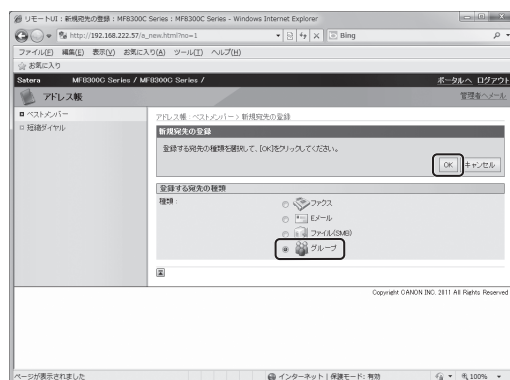 リモートUI : 新規宛先の登録 : MF8300C Series : MF8300C Series - Windows Internet Explorer
http://192.168.222.57/a_new.html?no=1
Bing
ファイル(F) 編集(E) 表示(V) お気に入り(A) ツール(T) ヘルプ(H)
お気に入り
Satera MF8300C Series / MF8300C Series / ポータルへ ログアウト
アドレス帳 管理者へメール
ベストメンバー
短縮ダイヤル
アドレス帳 : ベストメンバー > 新規宛先の登録
新規宛先の登録
登録する宛先の種類を選択して、[OK]をクリックしてください。
OK キャンセル
登録する宛先の種類
種類 :
ファクス
Eメール
ファイル(SMB)
グループ
Copyright CANON INC. 2011 All Rights Reserved
ページが表示されました
インターネット | 保護モード: 有効
100%